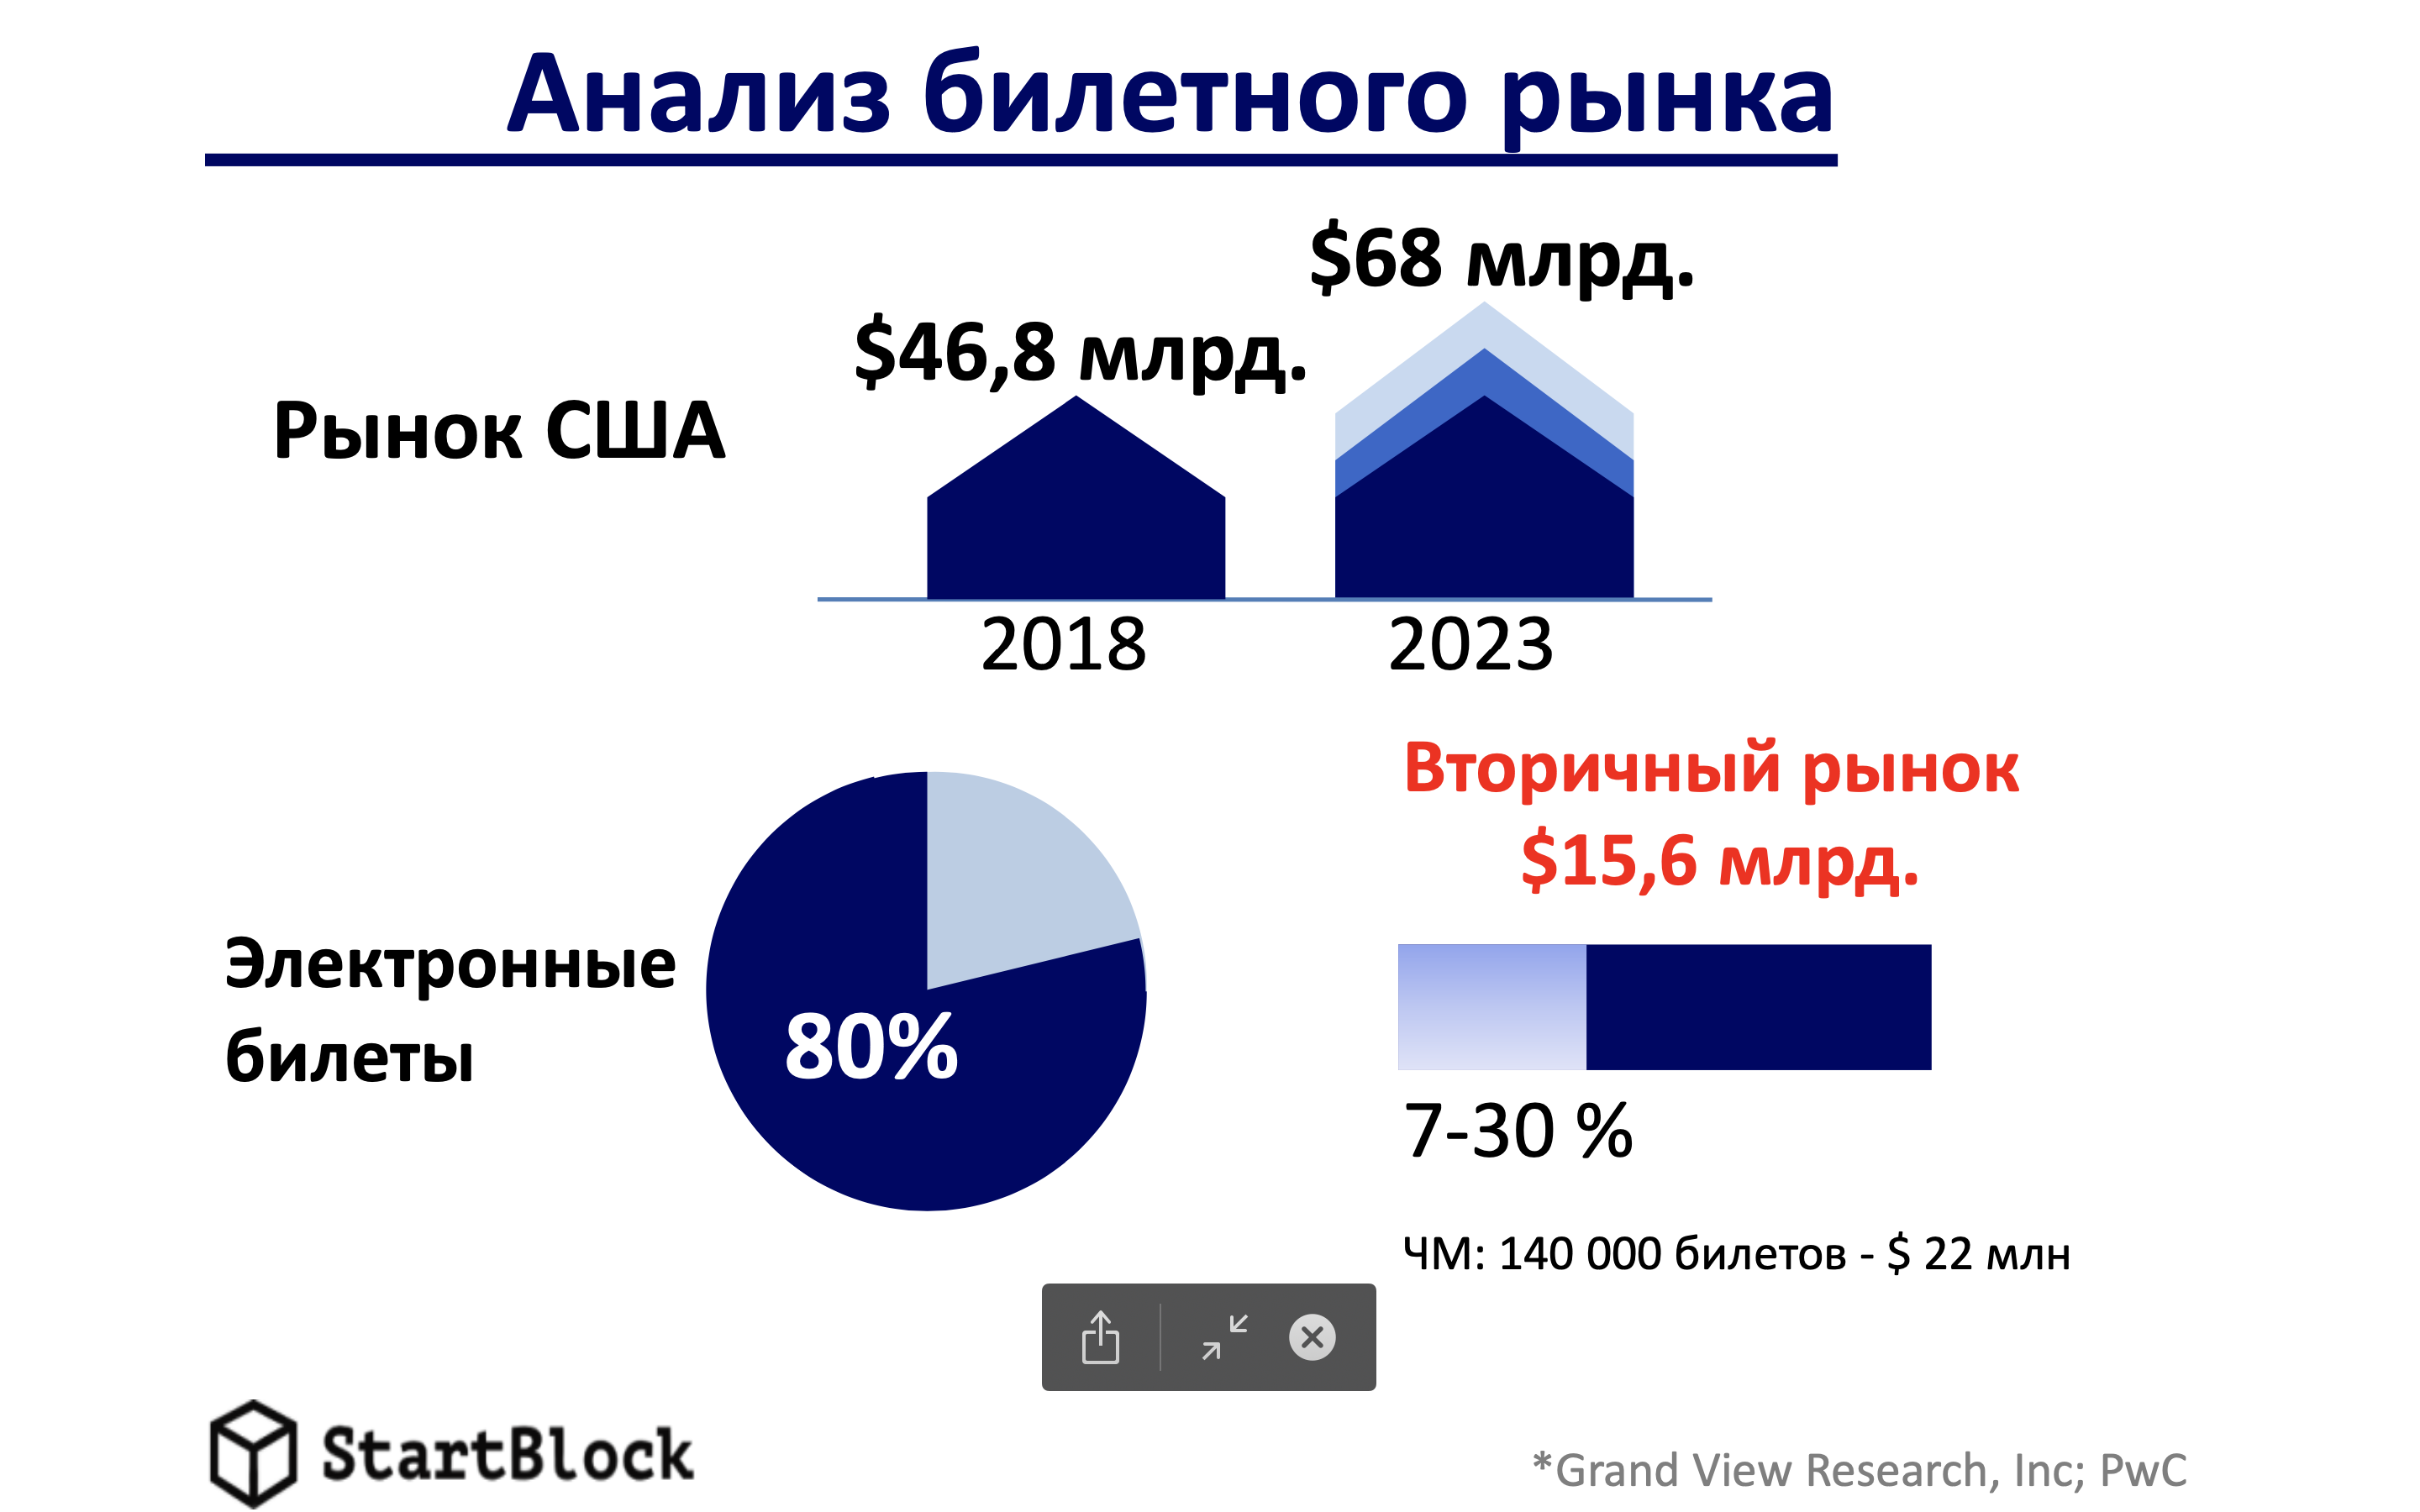 Анализ билетного рынка
$68 млрд.
$46,8 млрд.
Рынок США
2018
2023
Вторичный рынок
$15,6 млрд.
Электронные
билеты
80%
7-30 %
ЧМ: 140 000 билетов - $ 22 млн
StartBlock
*Grand View Research, Inc; PwC